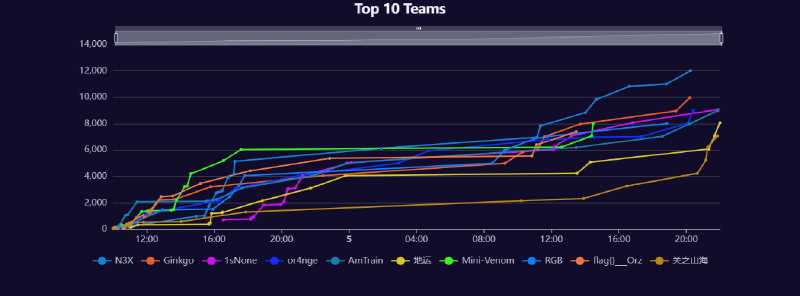 Top 10 Teams
14,000
12,000
10,000
8,000
6,000
4,000
2,000
0
12:00 16:00 20:00 5 04:00 08:00 12:00 16:00 20:00
N3X Ginkgo 1sNone or4nge AmTrain 地运 Mini-Venom RGB flag{}___Orz 关之山海